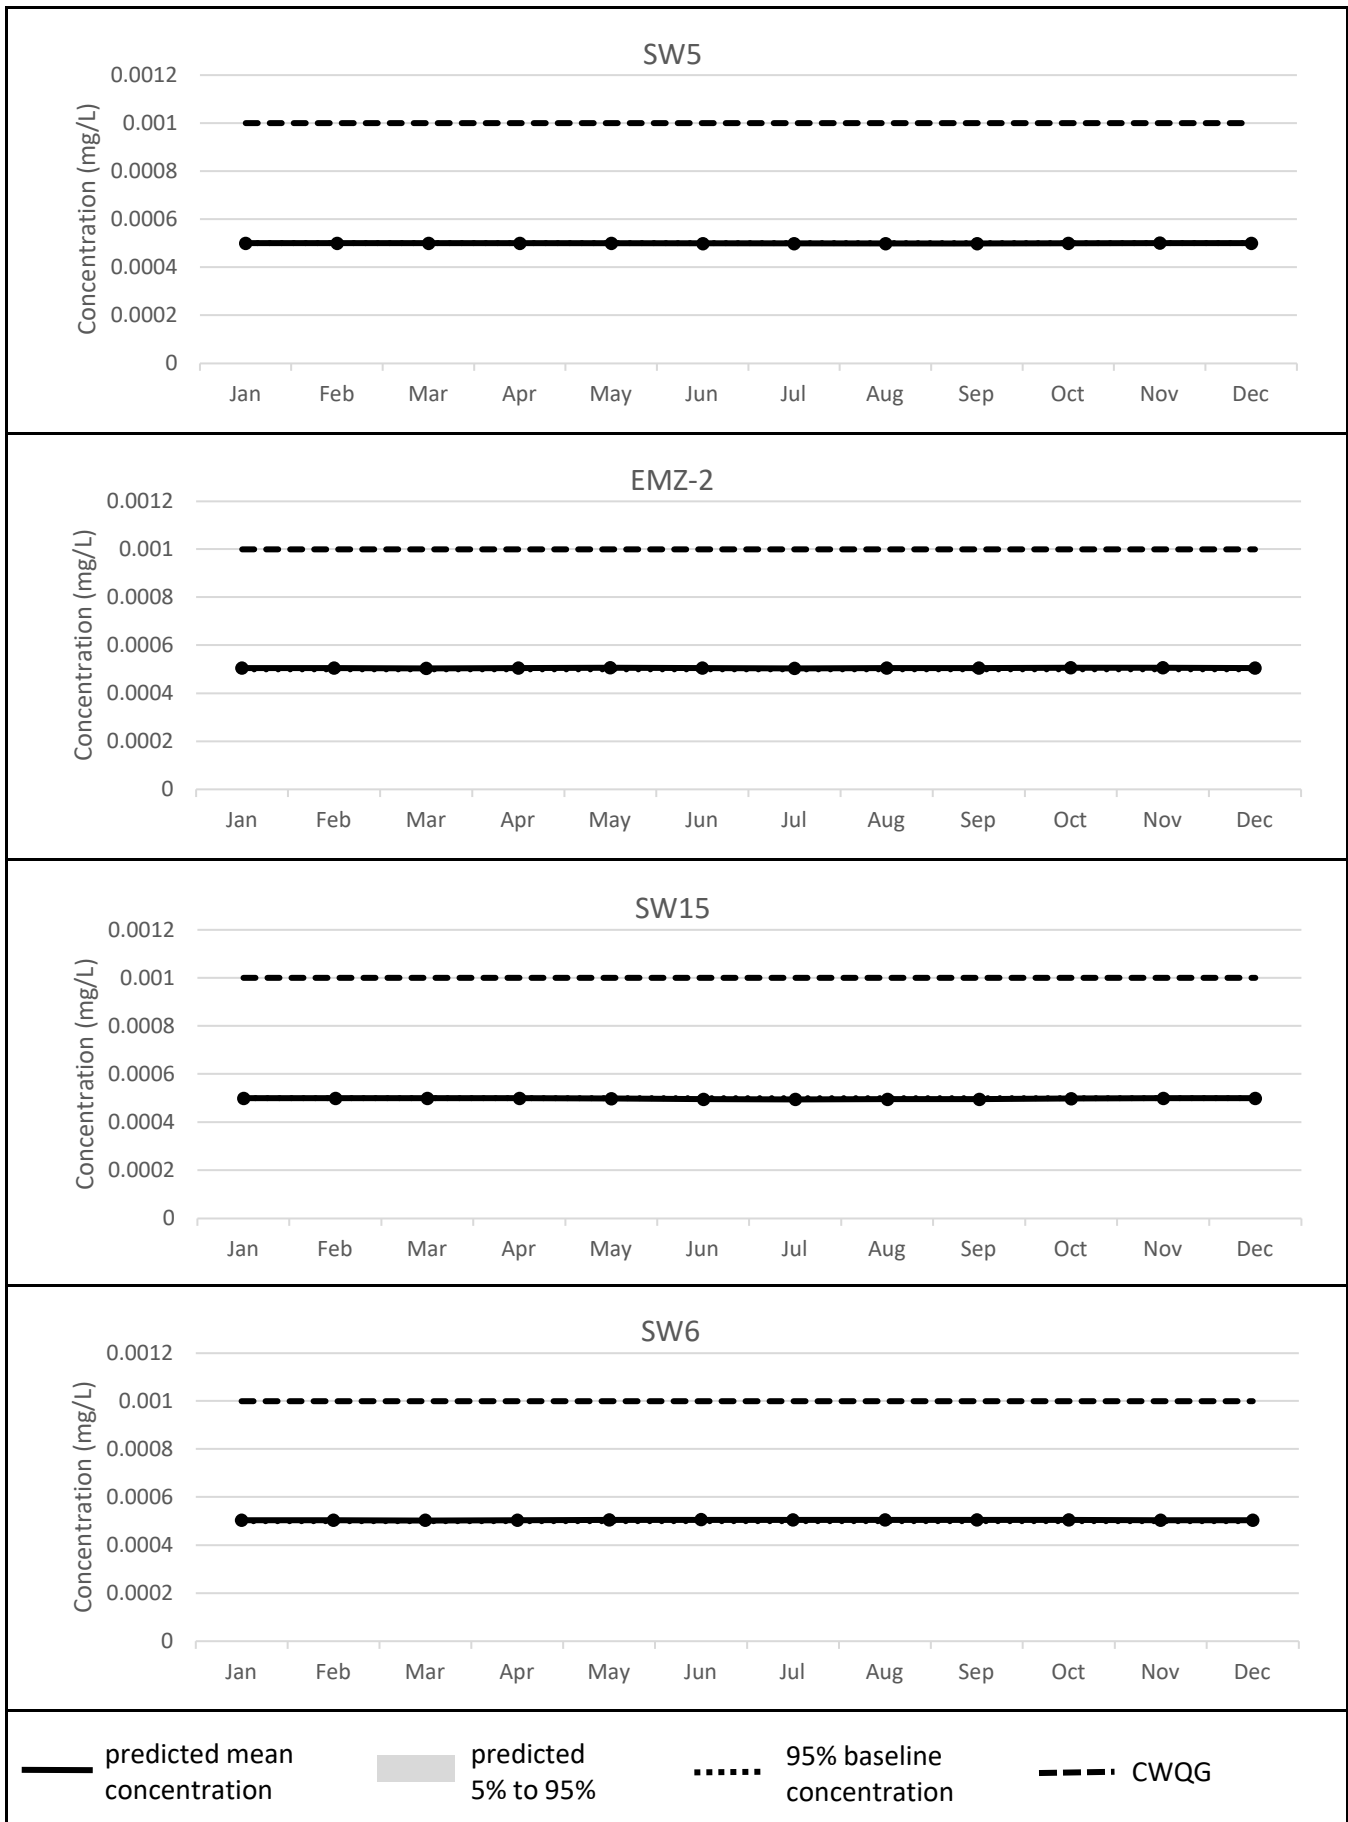 SW5
Concentration (mg/L)
0.0012
0.001
0.0008
0.0006
0.0004
0.0002
0
Jan Feb Mar Apr May Jun Jul Aug Sep Oct Nov Dec
EMZ-2
Concentration (mg/L)
0.0012
0.001
0.0008
0.0006
0.0004
0.0002
0
Jan Feb Mar Apr May Jun Jul Aug Sep Oct Nov Dec
SW15
Concentration (mg/L)
0.0012
0.001
0.0008
0.0006
0.0004
0.0002
0
Jan Feb Mar Apr May Jun Jul Aug Sep Oct Nov Dec
SW6
Concentration (mg/L)
0.0012
0.001
0.0008
0.0006
0.0004
0.0002
0
Jan Feb Mar Apr May Jun Jul Aug Sep Oct Nov Dec
predicted mean
concentration
predicted
5% to 95%
95% baseline
concentration
CWQG